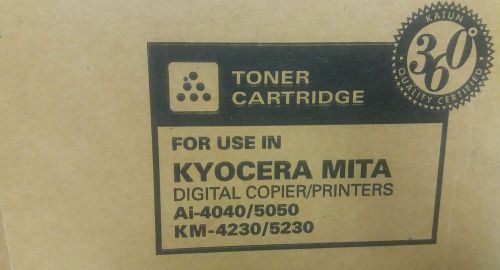 TONER
CARTRIDGE
KATUN
360°
QUALITY CERTIFIED
FOR USE IN
KYOCERA MITA
DIGITAL COPIER/PRINTERS
Ai-4040/5050
KM-4230/5230